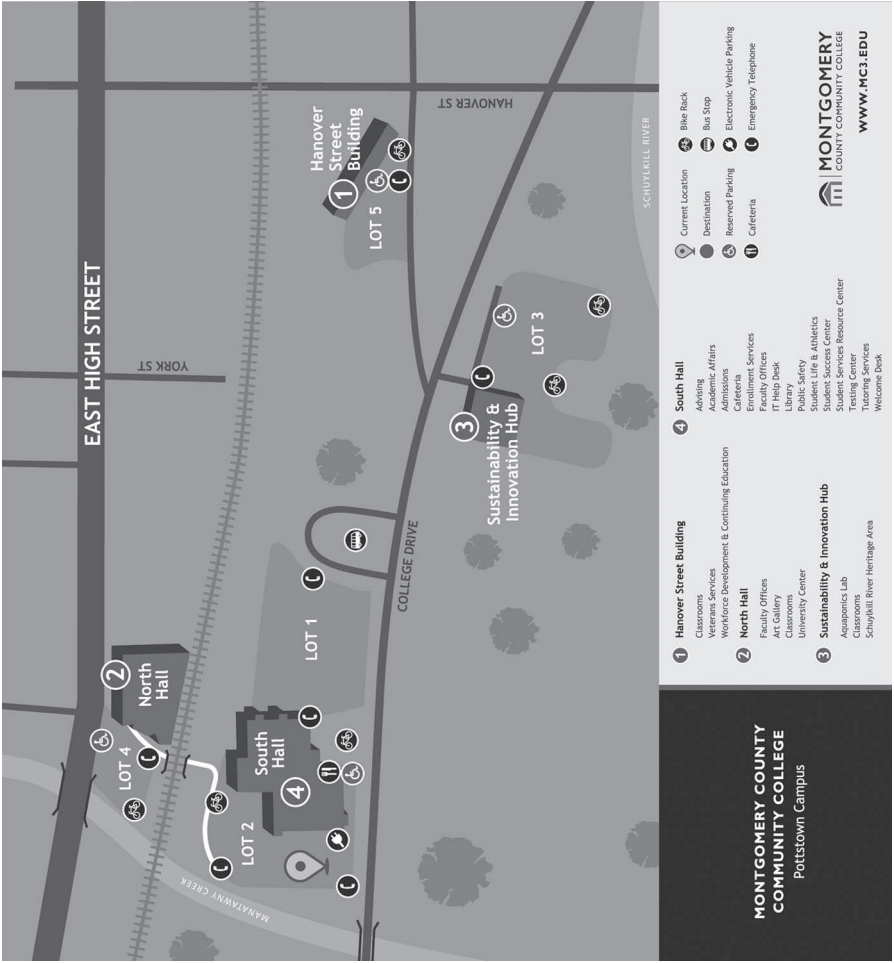 EAST HIGH STREET
YORK ST
HANOVER ST
COLLEGE DRIVE
SCHUYLKILL RIVER
MANATAWNY CREEK
1
Hanover
Street
Building
LOT 5
2
North
Hall
LOT 4
3
Sustainability &
Innovation Hub
LOT 3
4
South
Hall
LOT 1
LOT 2
MONTGOMERY COUNTY
COMMUNITY COLLEGE
Pottstown Campus
1 Hanover Street Building
Classrooms
Veterans Services
Workforce Development & Continuing Education
2 North Hall
Faculty Offices
Art Gallery
Classrooms
University Center
3 Sustainability & Innovation Hub
Aquaponics Lab
Classrooms
Schuylkill River Heritage Area
4 South Hall
Advising
Academic Affairs
Admissions
Cafeteria
Enrollment Services
Faculty Offices
IT Help Desk
Library
Public Safety
Student Life & Athletics
Student Success Center
Student Services Resource Center
Testing Center
Tutoring Services
Welcome Desk
Current Location
Destination
Reserved Parking
Cafeteria
Bike Rack
Bus Stop
Electronic Vehicle Parking
Emergency Telephone
MONTGOMERY
COUNTY COMMUNITY COLLEGE
WWW.MC3.EDU